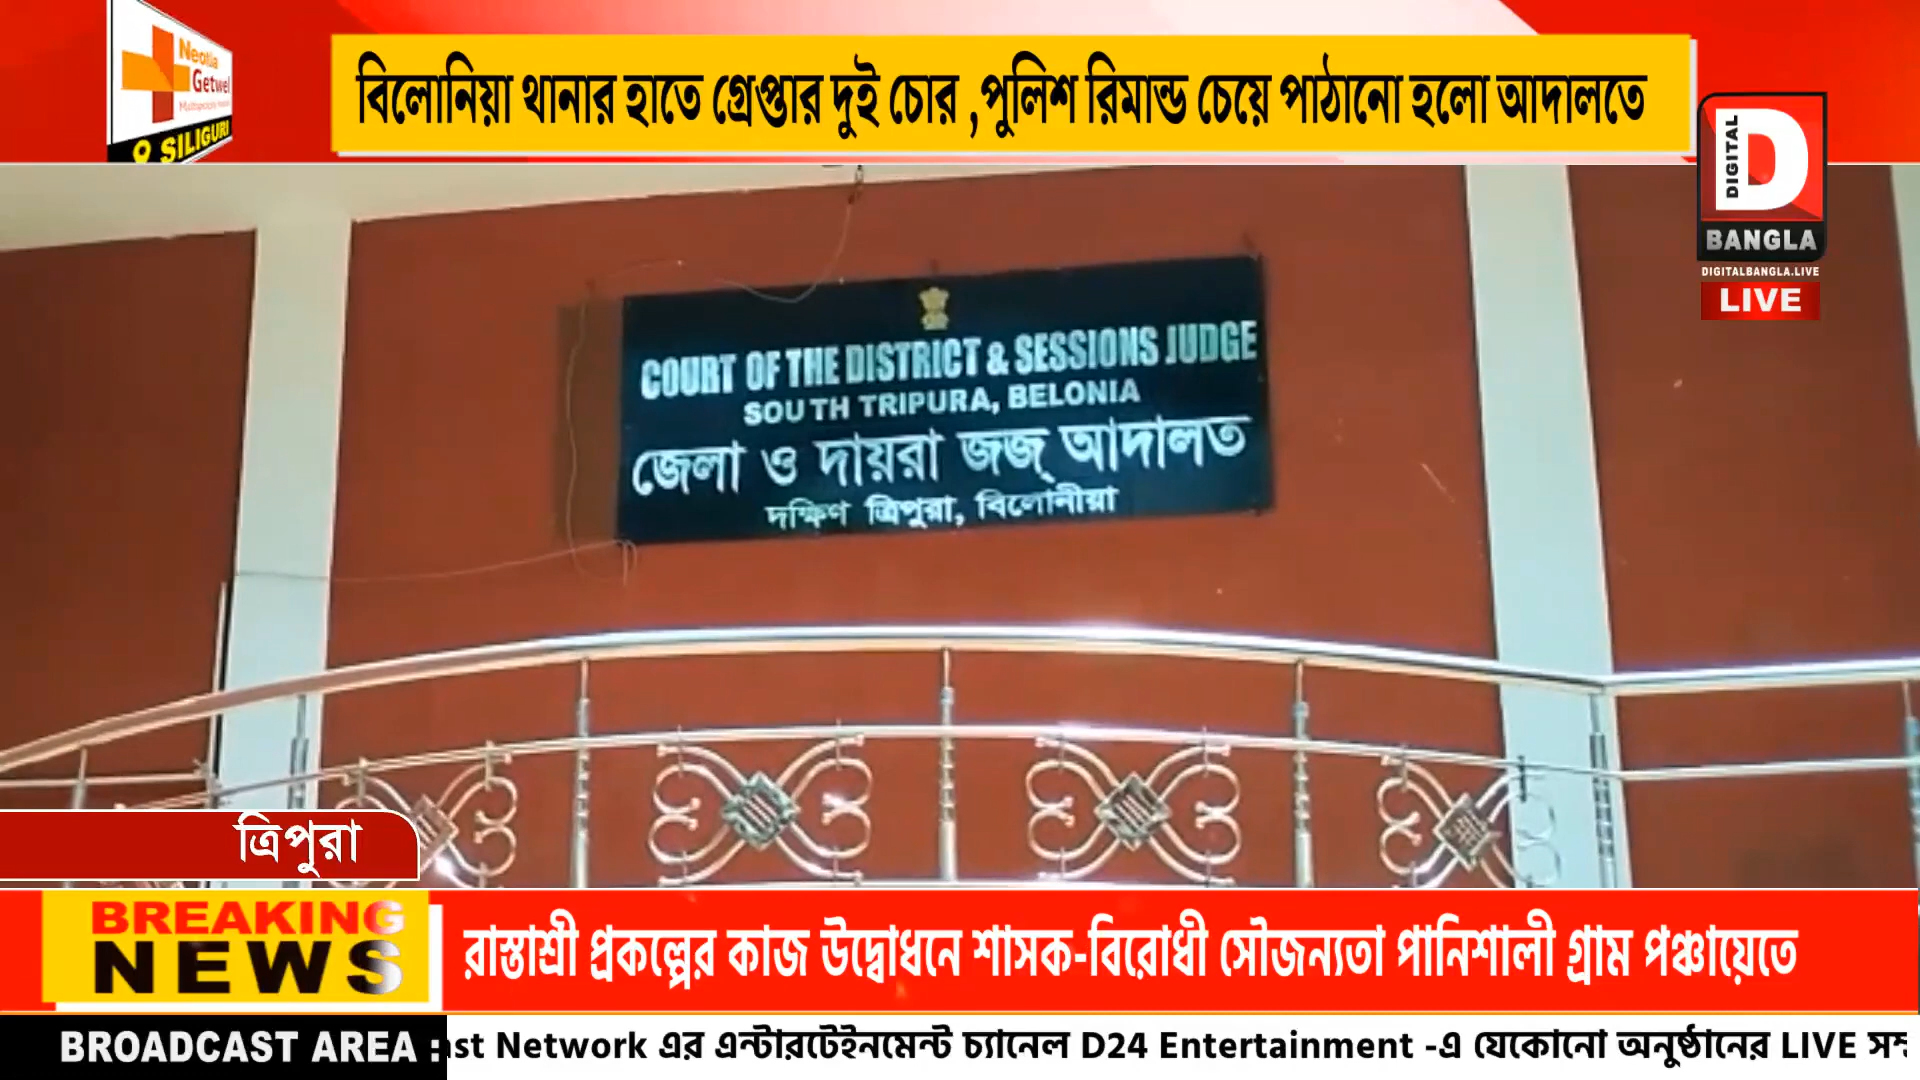 Neotia
Getwel
SILIGURI
বিলোনিয়া থানার হাতে গ্রেপ্তার দুই চোর ,পুলিশ রিমান্ড চেয়ে পাঠানো হলো আদালতে
DIGITAL
D
BANGLA
DIGITALBANGLA.LIVE
LIVE
COURT OF THE DISTRICT & SESSIONS JUDGE
SOUTH TRIPURA, BELONIA
জেলা ও দায়রা জজ্ আদালত
দক্ষিণ ত্রিপুরা, বিলোনীয়া
ত্রিপুরা
BREAKING
NEWS
রাস্তাশ্রী প্রকল্পের কাজ উদ্বোধনে শাসক-বিরোধী সৌজন্যতা পানিশালী গ্রাম পঞ্চায়েতে
BROADCAST AREA :
Network এর এন্টারটেইনমেন্ট চ্যানেল D24 Entertainment -এ যেকোনো অনুষ্ঠানের LIVE